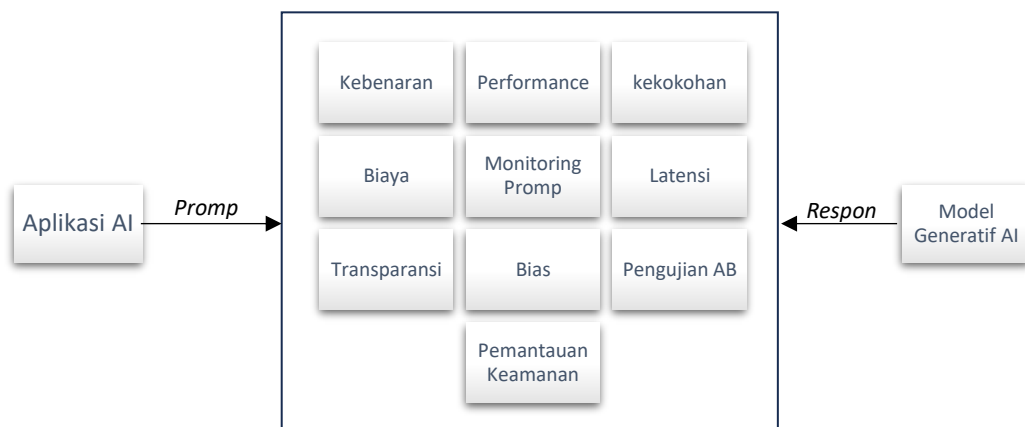 Kebenaran
Performance
kekokohan
Biaya
Monitoring
Promp
Latensi
Aplikasi AI
Promp
Respon
Model
Generatif AI
Transparansi
Bias
Pengujian AB
Pemantauan
Keamanan